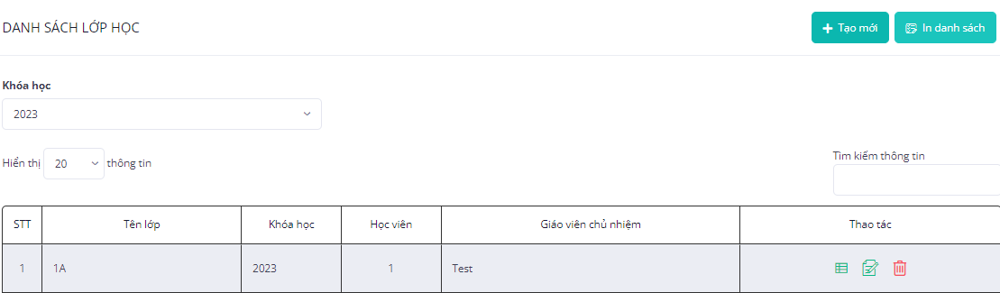 DANH SÁCH LỚP HỌC
Tạo mới
In danh sách
Khóa học
2023
Hiển thị 20 thông tin
Tìm kiếm thông tin
STT Tên lớp Khóa học Học viên Giáo viên chủ nhiệm Thao tác
1 1A 2023 1 Test